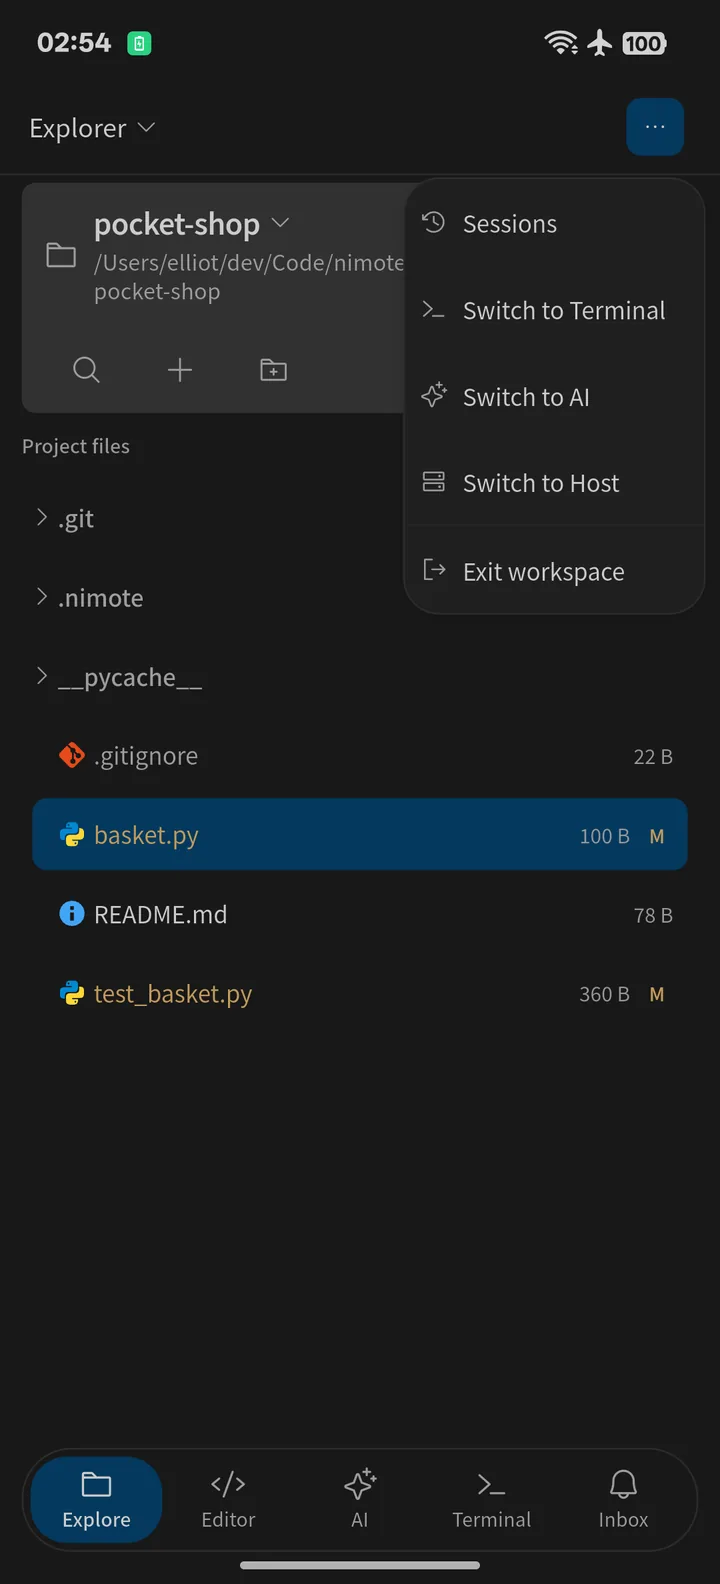 02:54
100
Explorer
pocket-shop
/Users/elliot/dev/Code/nimote
pocket-shop
Sessions
Switch to Terminal
Switch to AI
Switch to Host
Exit workspace
Project files
.git
.nimote
__pycache__
.gitignore 22 B
basket.py 100 B M
README.md 78 B
test_basket.py 360 B M
Explore Editor AI Terminal Inbox